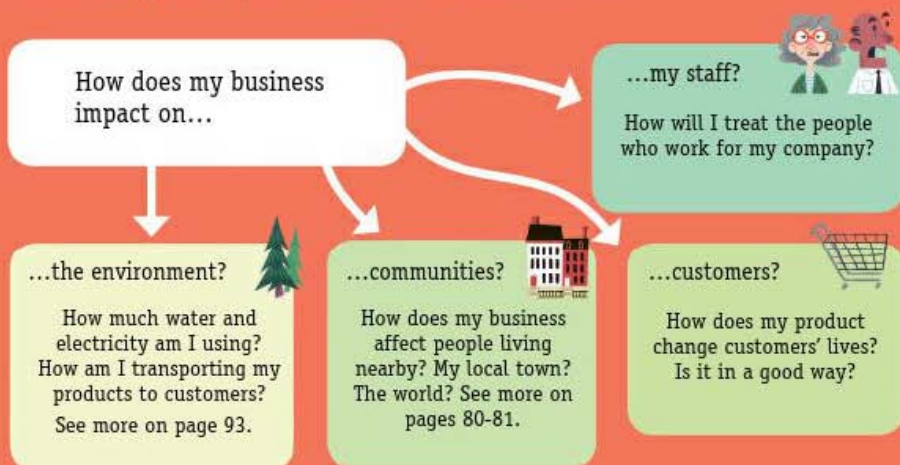 How does my business
impact on...
...my staff?
How will I treat the people
who work for my company?
...the environment?
How much water and
electricity am I using?
How am I transporting my
products to customers?
See more on page 93.
...communities?
How does my business
affect people living
nearby? My local town?
The world? See more on
pages 80-81.
...customers?
How does my product
change customers’ lives?
Is it in a good way?